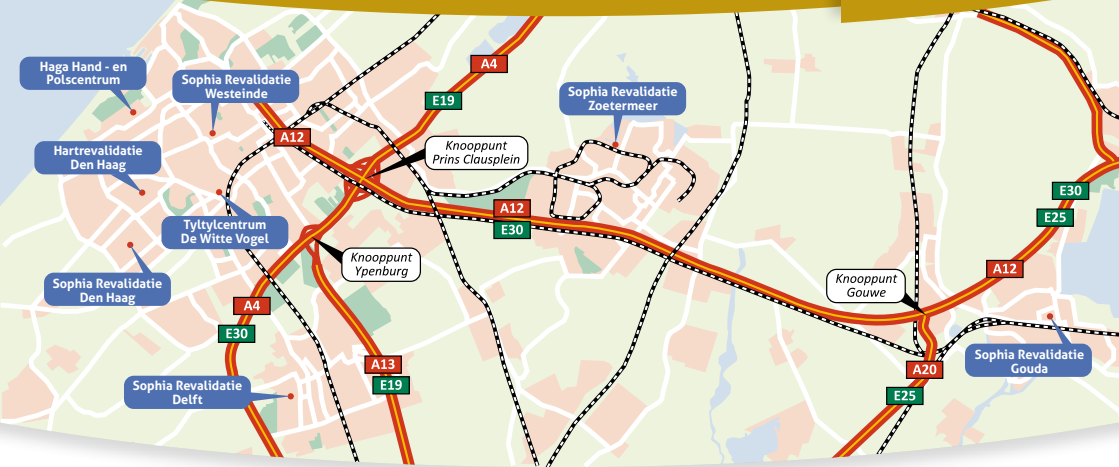 Haga Hand - en
Polscentrum
Sophia Revalidatie
Westeinde
A4
E19
Sophia Revalidatie
Zoetermeer
A12
Knooppunt
Prins Clausplein
Hartrevalidatie
Den Haag
Tyltylcentrum
De Witte Vogel
A12
E30
E30
E25
Knooppunt
Ypenburg
A12
Knooppunt
Gouwe
Sophia Revalidatie
Den Haag
A4
E30
A13
E19
Sophia Revalidatie
Delft
A20
E25
Sophia Revalidatie
Gouda